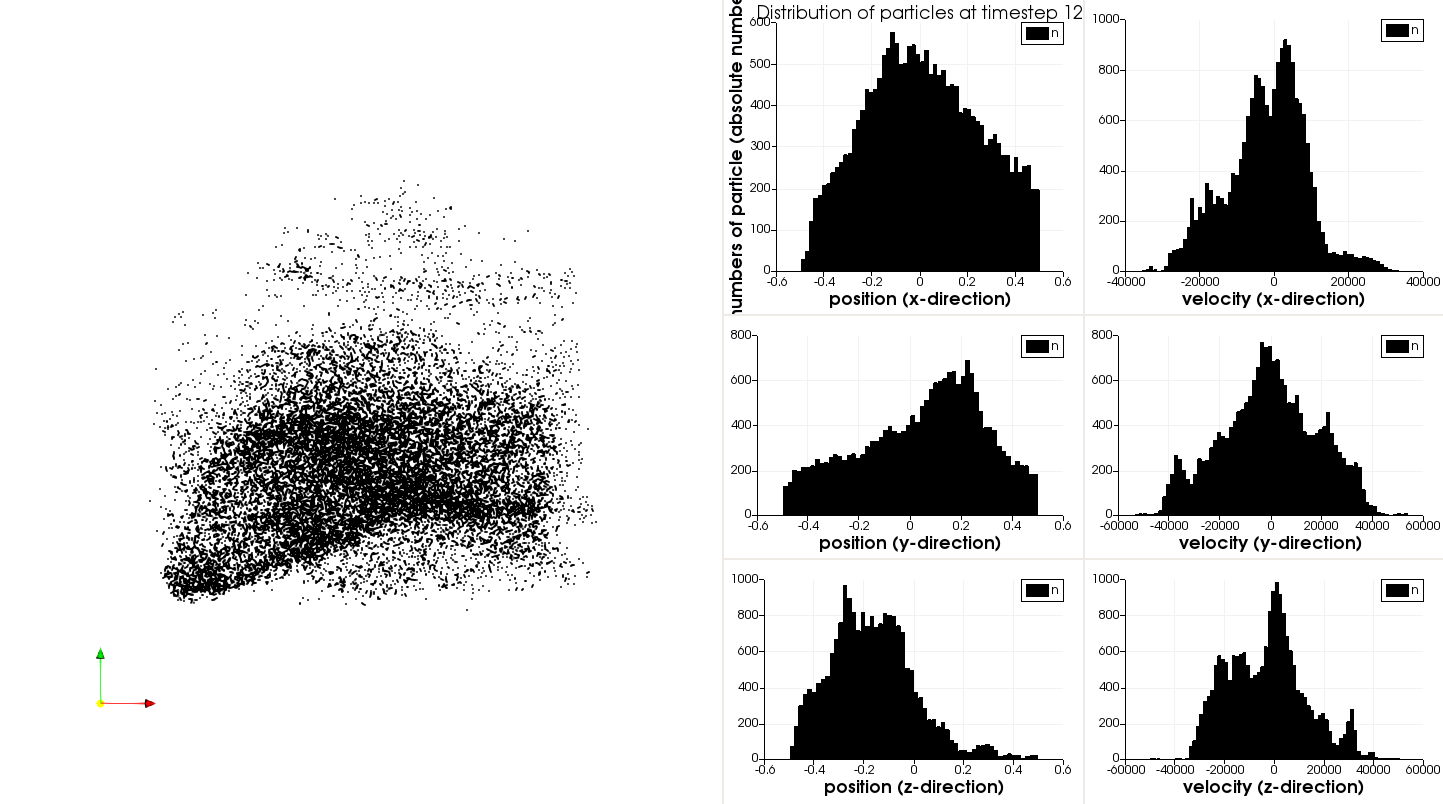 Distribution of particles at timestep 12
numbers of particle (absolute number
600
500
400
300
200
100
0
-0.6 -0.4 -0.2 0 0.2 0.4 0.6
position (x-direction)
n
1000
800
600
400
200
0
-40000 -20000 0 20000 40000
velocity (x-direction)
n
800
600
400
200
0
-0.6 -0.4 -0.2 0 0.2 0.4 0.6
position (y-direction)
n
800
600
400
200
0
-60000 -40000 -20000 0 20000 40000 60000
velocity (y-direction)
n
1000
800
600
400
200
0
-0.6 -0.4 -0.2 0 0.2 0.4 0.6
position (z-direction)
n
1000
800
600
400
200
0
-60000 -40000 -20000 0 20000 40000 60000
velocity (z-direction)
n